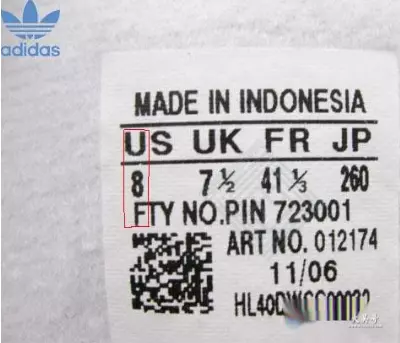 adidas
MADE IN INDONESIA
US UK FR JP
8 7½ 41⅓ 260
FTY NO.PIN 723001
ART NO. 012174
11/06